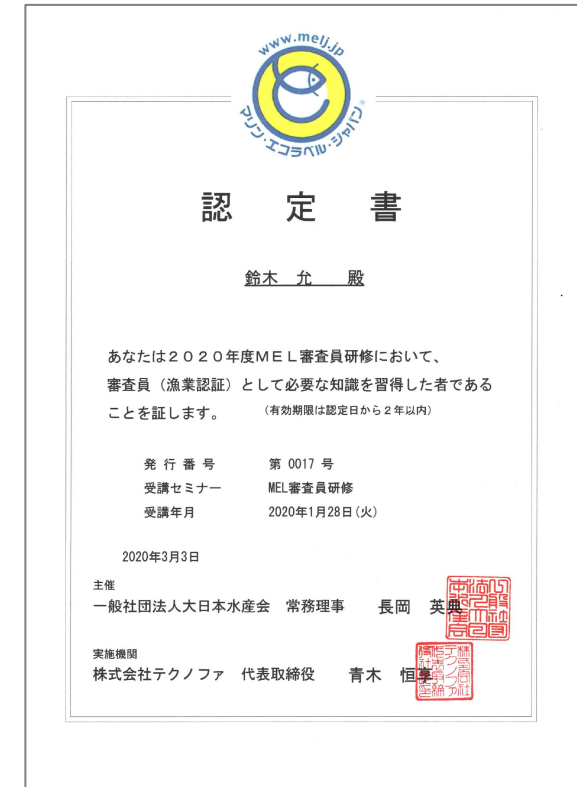 www.melj.jp
マリン・エコラベル・ジャパン®
認 定 書
鈴木 允 殿
あなたは２０２０年度ＭＥＬ審査員研修において、
審査員（漁業認証）として必要な知識を習得した者である
ことを証します。 （有効期限は認定日から２年以内）
発 行 番 号 第 0017 号
受講セミナー MEL審査員研修
受講年月 2020年1月28日(火)
2020年3月3日
主催
一般社団法人大日本水産会 常務理事 長岡 英典
実施機関
株式会社テクノファ 代表取締役 青木 恒享